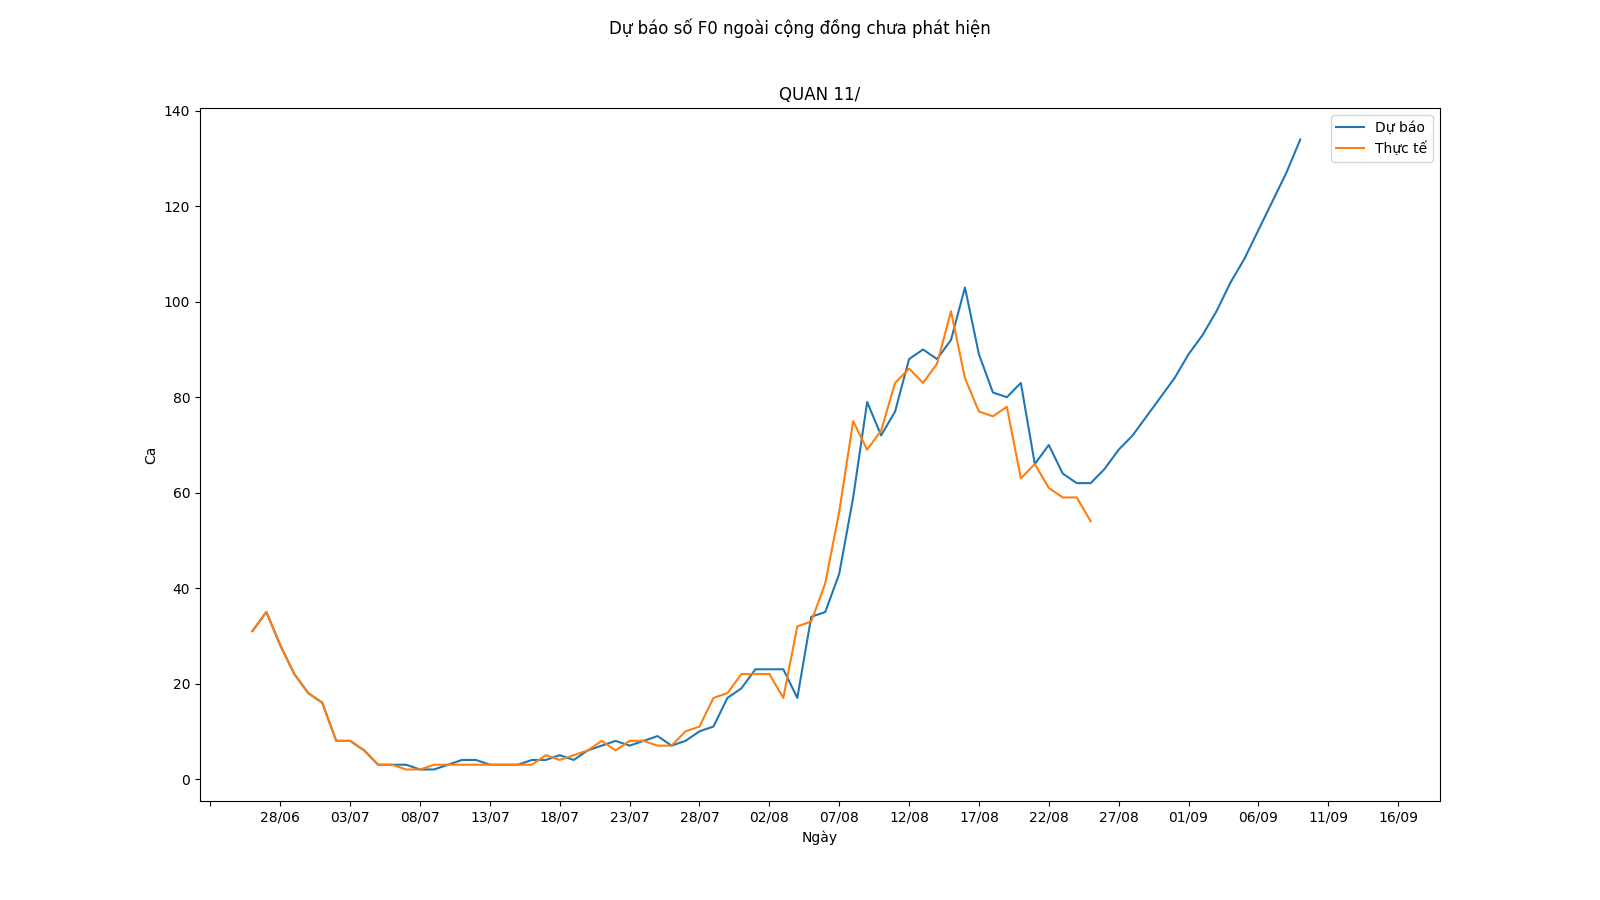 Dự báo số F0 ngoài cộng đồng chưa phát hiện
QUAN 11/
Dự báo
Thực tế
140
120
100
80
60
40
20
0
Ca
28/06 03/07 08/07 13/07 18/07 23/07 28/07 02/08 07/08 12/08 17/08 22/08 27/08 01/09 06/09 11/09 16/09
Ngày